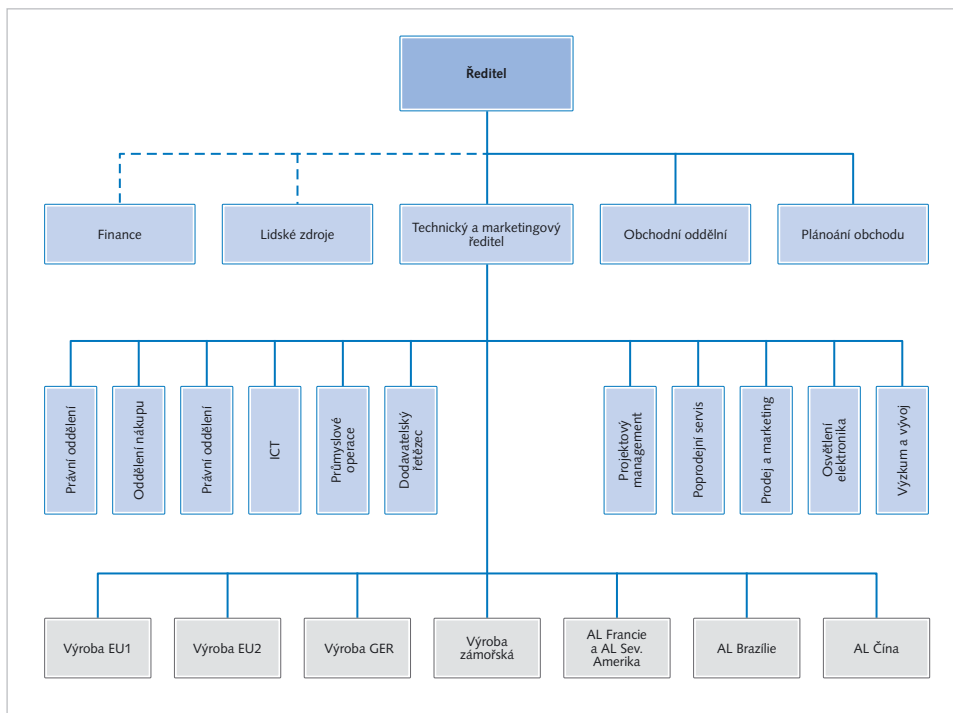 Ředitel
Finance
Lidské zdroje
Technický a marketingový
ředitel
Obchodní oddělní
Plánoání obchodu
Právní oddělení
Oddělení nákupu
Právní oddělení
ICT
Průmyslové
operace
Dodavatelský
řetězec
Projektový
management
Poprodejní servis
Prodej a marketing
Osvětlení
elektronika
Výzkum a vývoj
Výroba EU1
Výroba EU2
Výroba GER
Výroba
zámořská
AL Francie
a AL Sev.
Amerika
AL Brazílie
AL Čína